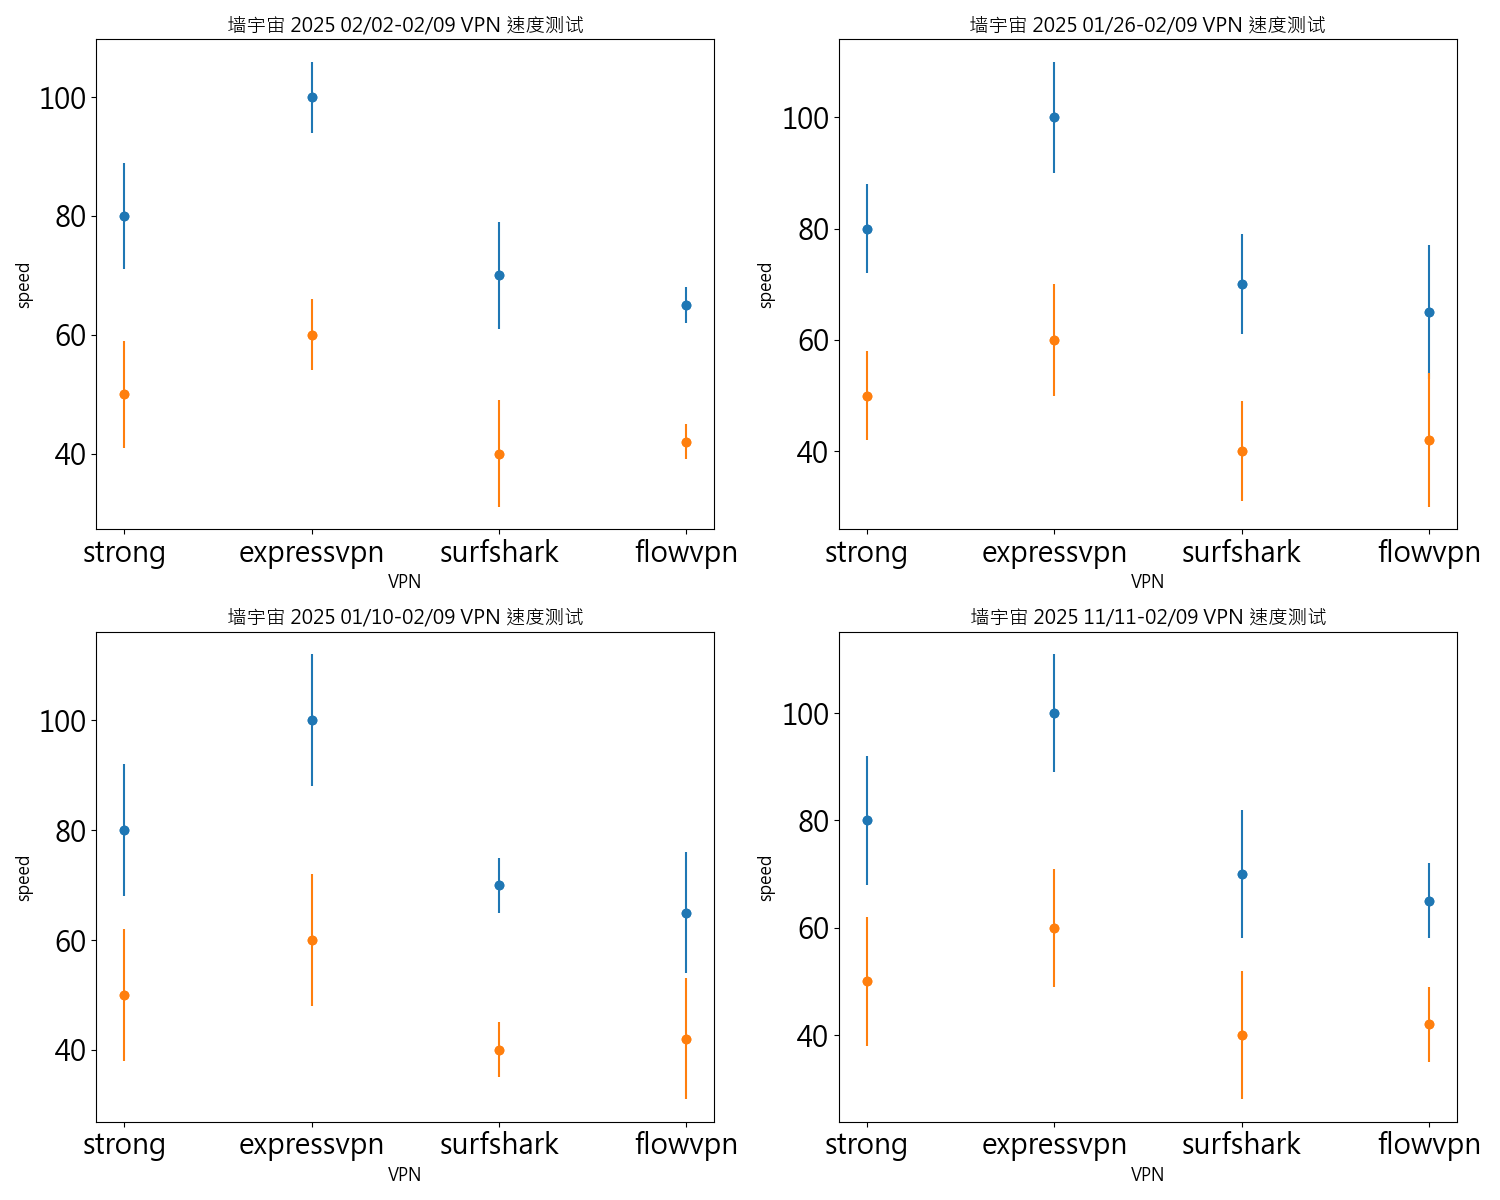 墙宇宙 2025 02/02-02/09 VPN 速度测试
100
80
60
40
speed
strong expressvpn surfshark flowvpn
VPN
墙宇宙 2025 01/26-02/09 VPN 速度测试
100
80
60
40
speed
strong expressvpn surfshark flowvpn
VPN
墙宇宙 2025 01/10-02/09 VPN 速度测试
100
80
60
40
speed
strong expressvpn surfshark flowvpn
VPN
墙宇宙 2025 11/11-02/09 VPN 速度测试
100
80
60
40
speed
strong expressvpn surfshark flowvpn
VPN